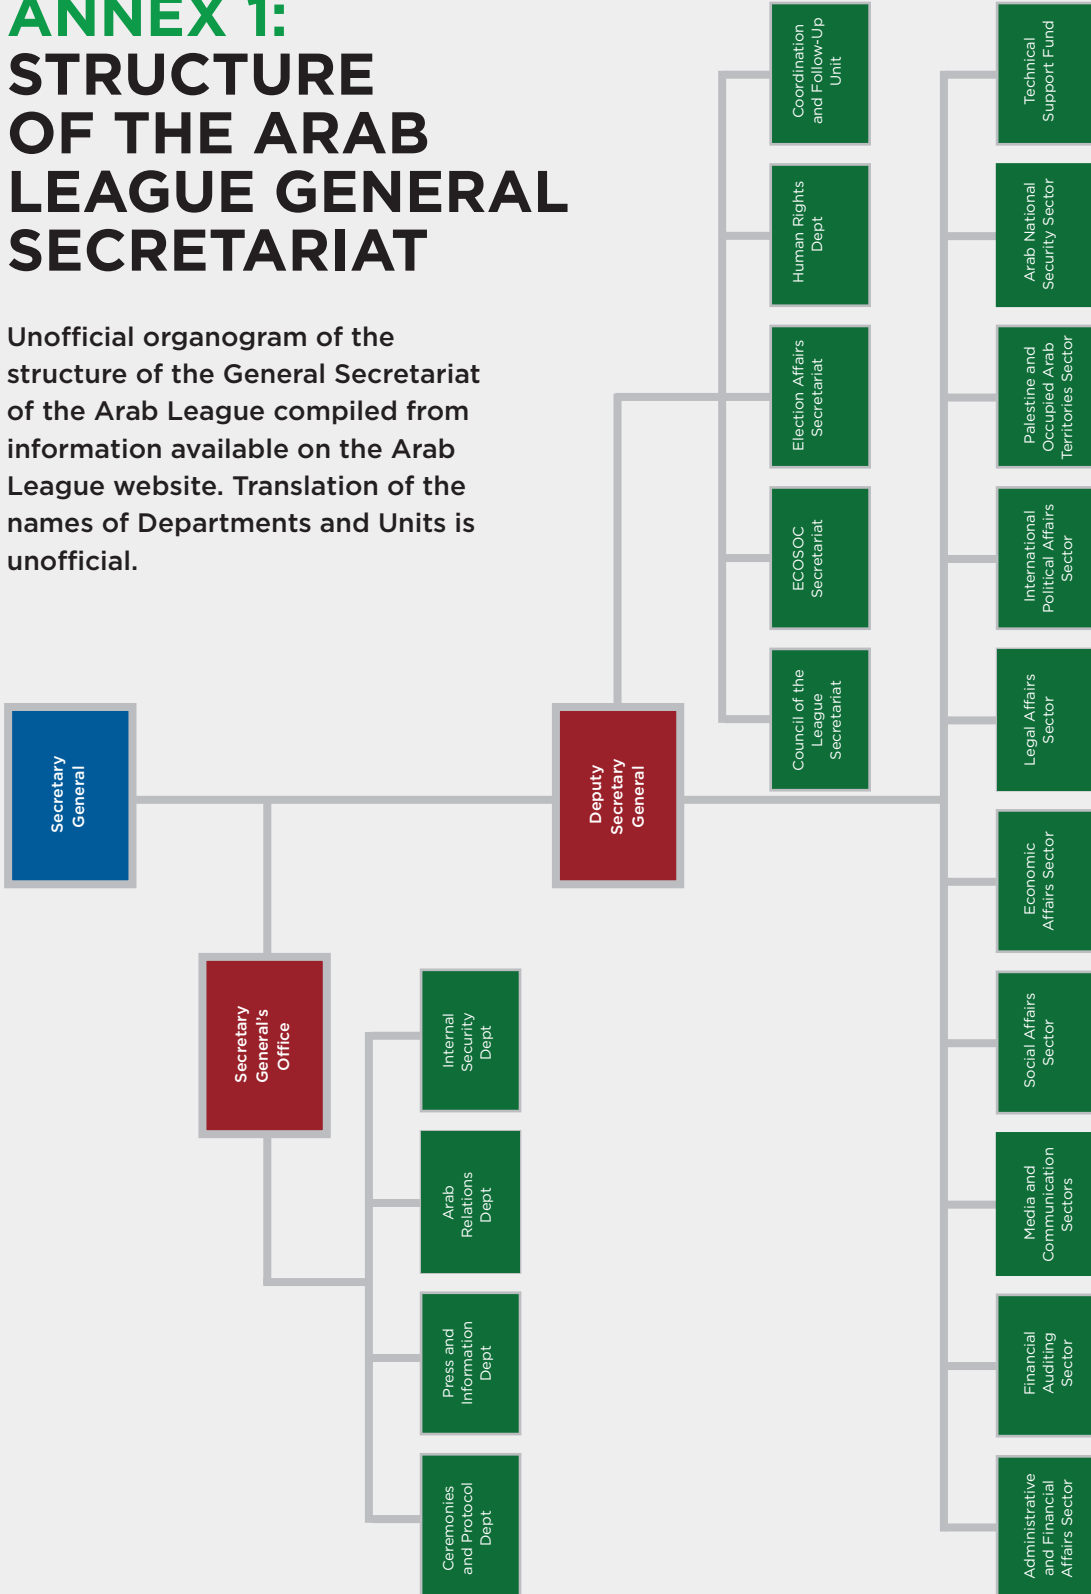 ANNEX 1:
STRUCTURE
OF THE ARAB
LEAGUE GENERAL
SECRETARIAT
Unofficial organogram of the
structure of the General Secretariat
of the Arab League compiled from
information available on the Arab
League website. Translation of the
names of Departments and Units is
unofficial.
Secretary
General
Secretary
General's
Office
Deputy
Secretary
General
Ceremonies
and Protocol
Dept
Press and
Information
Dept
Arab
Relations
Dept
Internal
Security
Dept
Council of the
League
Secretariat
ECOSOC
Secretariat
Election Affairs
Secretariat
Human Rights
Dept
Coordination
and Follow-Up
Unit
Administrative
and Financial
Affairs Sector
Financial
Auditing
Sector
Media and
Communication
Sectors
Social Affairs
Sector
Economic
Affairs Sector
Legal Affairs
Sector
International
Political Affairs
Sector
Palestine and
Occupied Arab
Territories Sector
Arab National
Security Sector
Technical
Support Fund